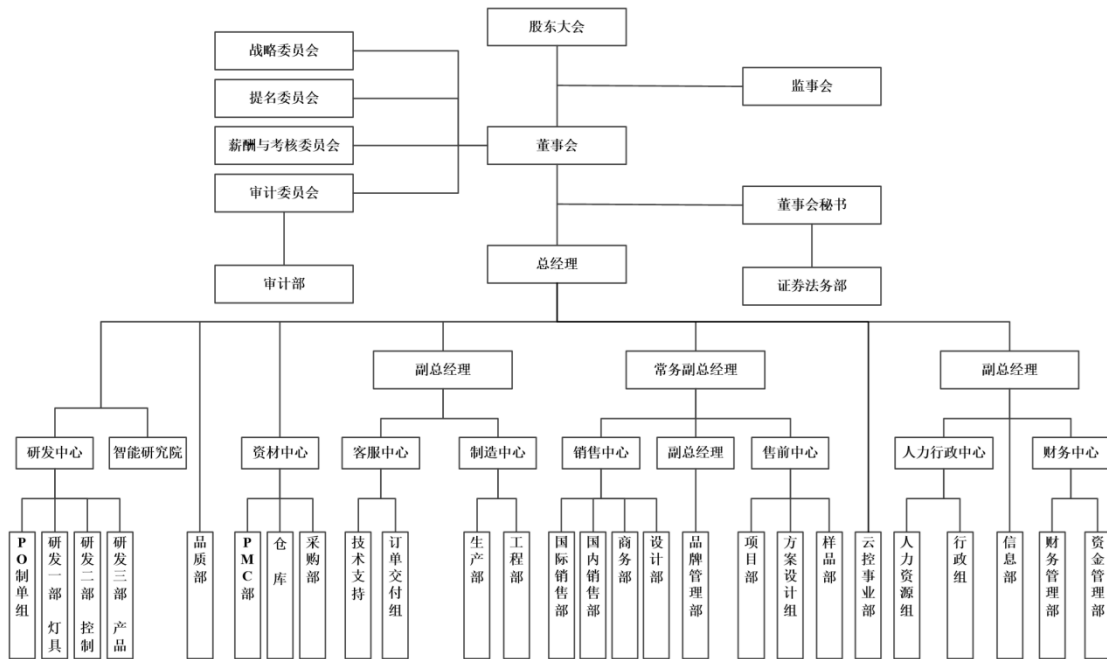 股东大会
战略委员会
监事会
提名委员会
薪酬与考核委员会
董事会
审计委员会
董事会秘书
总经理
审计部
证券法务部
副总经理
常务副总经理
副总经理
研发中心
智能研究院
资材中心
客服中心
制造中心
销售中心
副总经理
售前中心
人力行政中心
财务中心
PO制单组
研发一部 灯具
研发二部 控制
研发三部 产品
品质部
PMC部
仓库
采购部
技术支持
订单交付组
生产部
工程部
国际销售部
国内销售部
商务部
设计部
品牌管理部
项目部
方案设计组
样品部
云控事业部
人力资源组
行政组
信息部
财务管理部
资金管理部